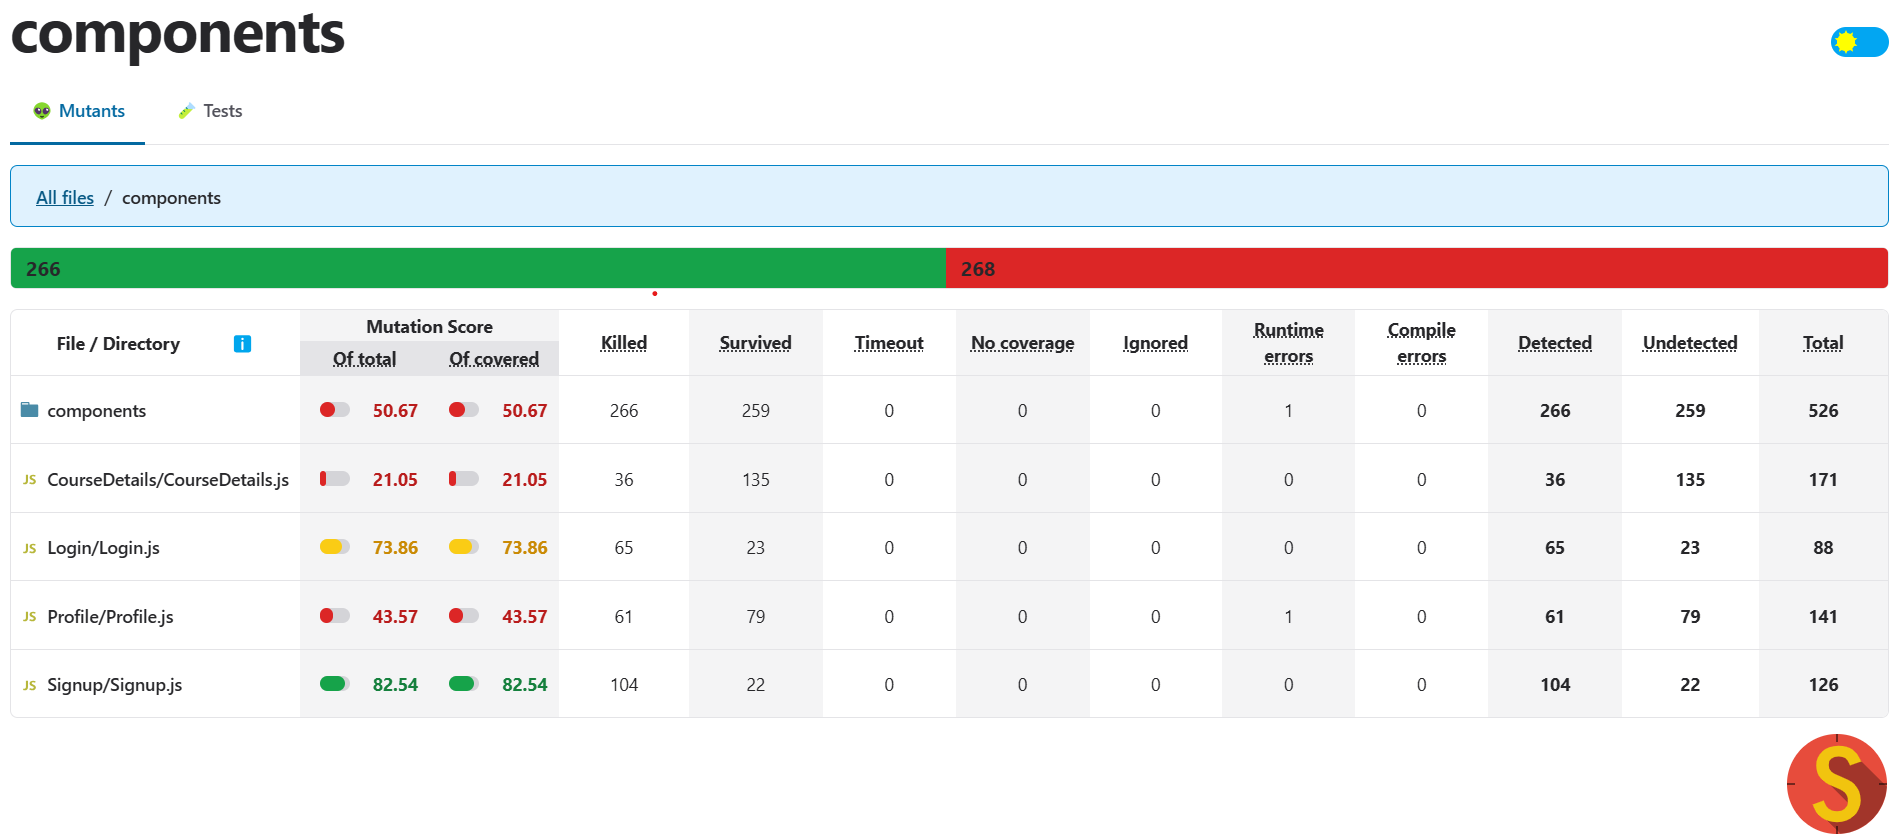 components
Mutants Tests
All files / components
266 268
File / Directory i Mutation Score Killed Survived Timeout No coverage Ignored Runtime errors Compile errors Detected Undetected Total
Of total Of covered
components 50.67 50.67 266 259 0 0 0 1 0 266 259 526
JS CourseDetails/CourseDetails.js 21.05 21.05 36 135 0 0 0 0 0 36 135 171
JS Login/Login.js 73.86 73.86 65 23 0 0 0 0 0 65 23 88
JS Profile/Profile.js 43.57 43.57 61 79 0 0 0 1 0 61 79 141
JS Signup/Signup.js 82.54 82.54 104 22 0 0 0 0 0 104 22 126
S